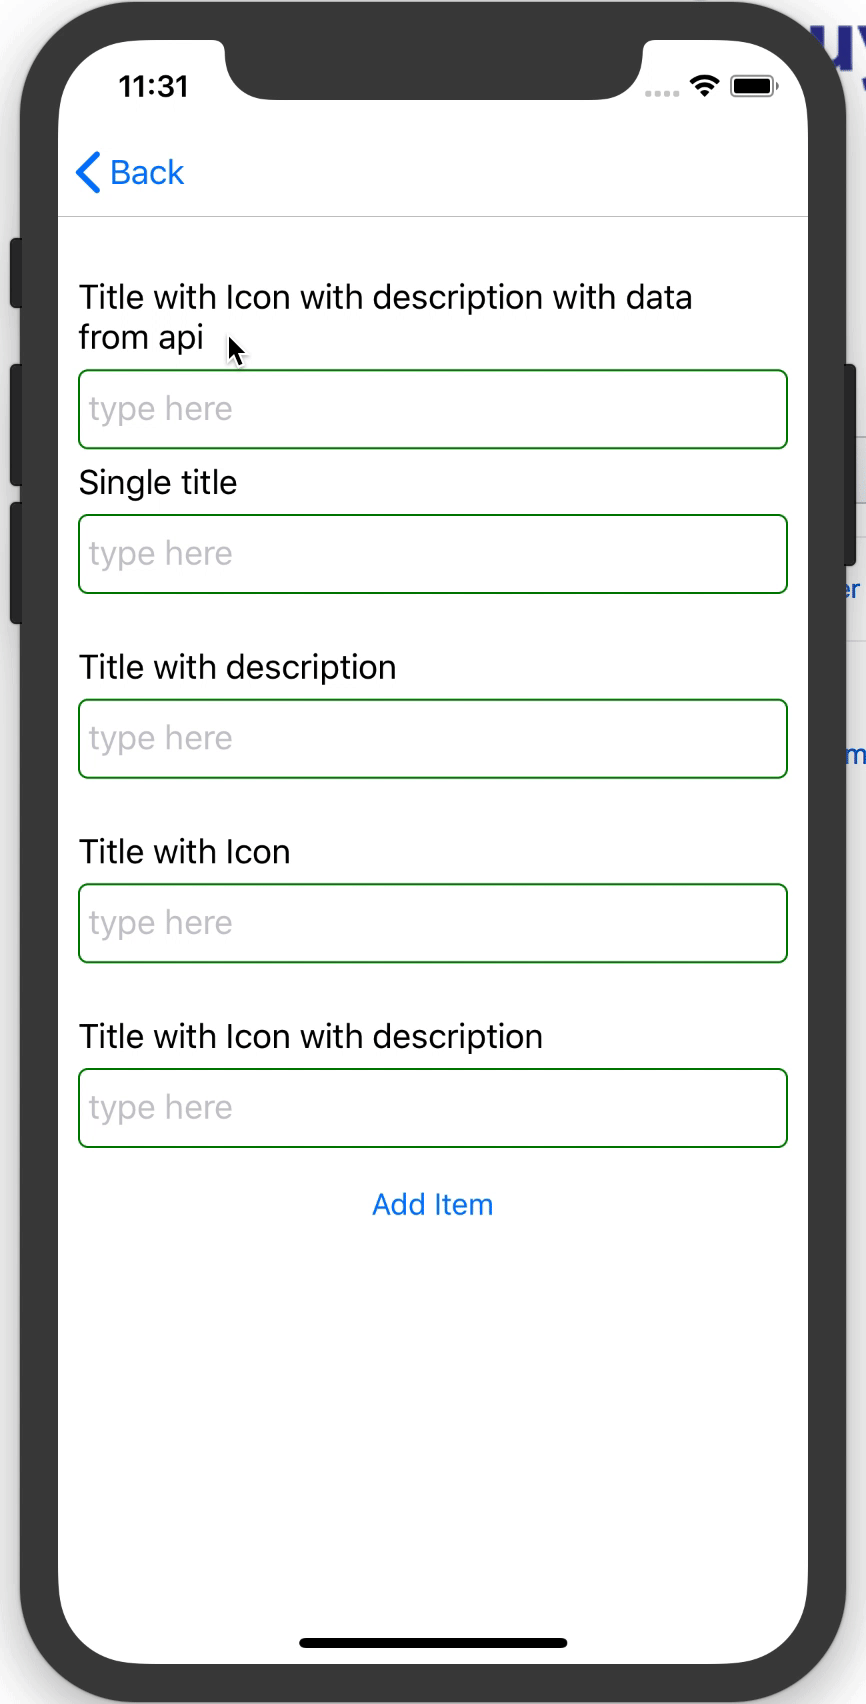 11:31
Back
Title with Icon with description with data
from api
type here
Single title
type here
Title with description
type here
Title with Icon
type here
Title with Icon with description
type here
Add Item